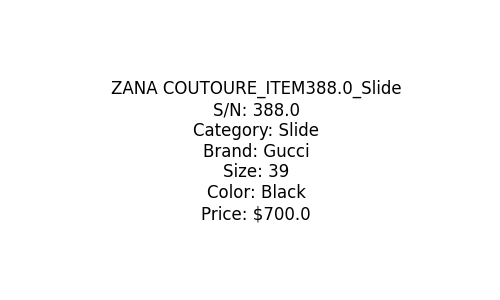 ZANA COUTOURE_ITEM388.0_Slide
S/N: 388.0
Category: Slide
Brand: Gucci
Size: 39
Color: Black
Price: $700.0